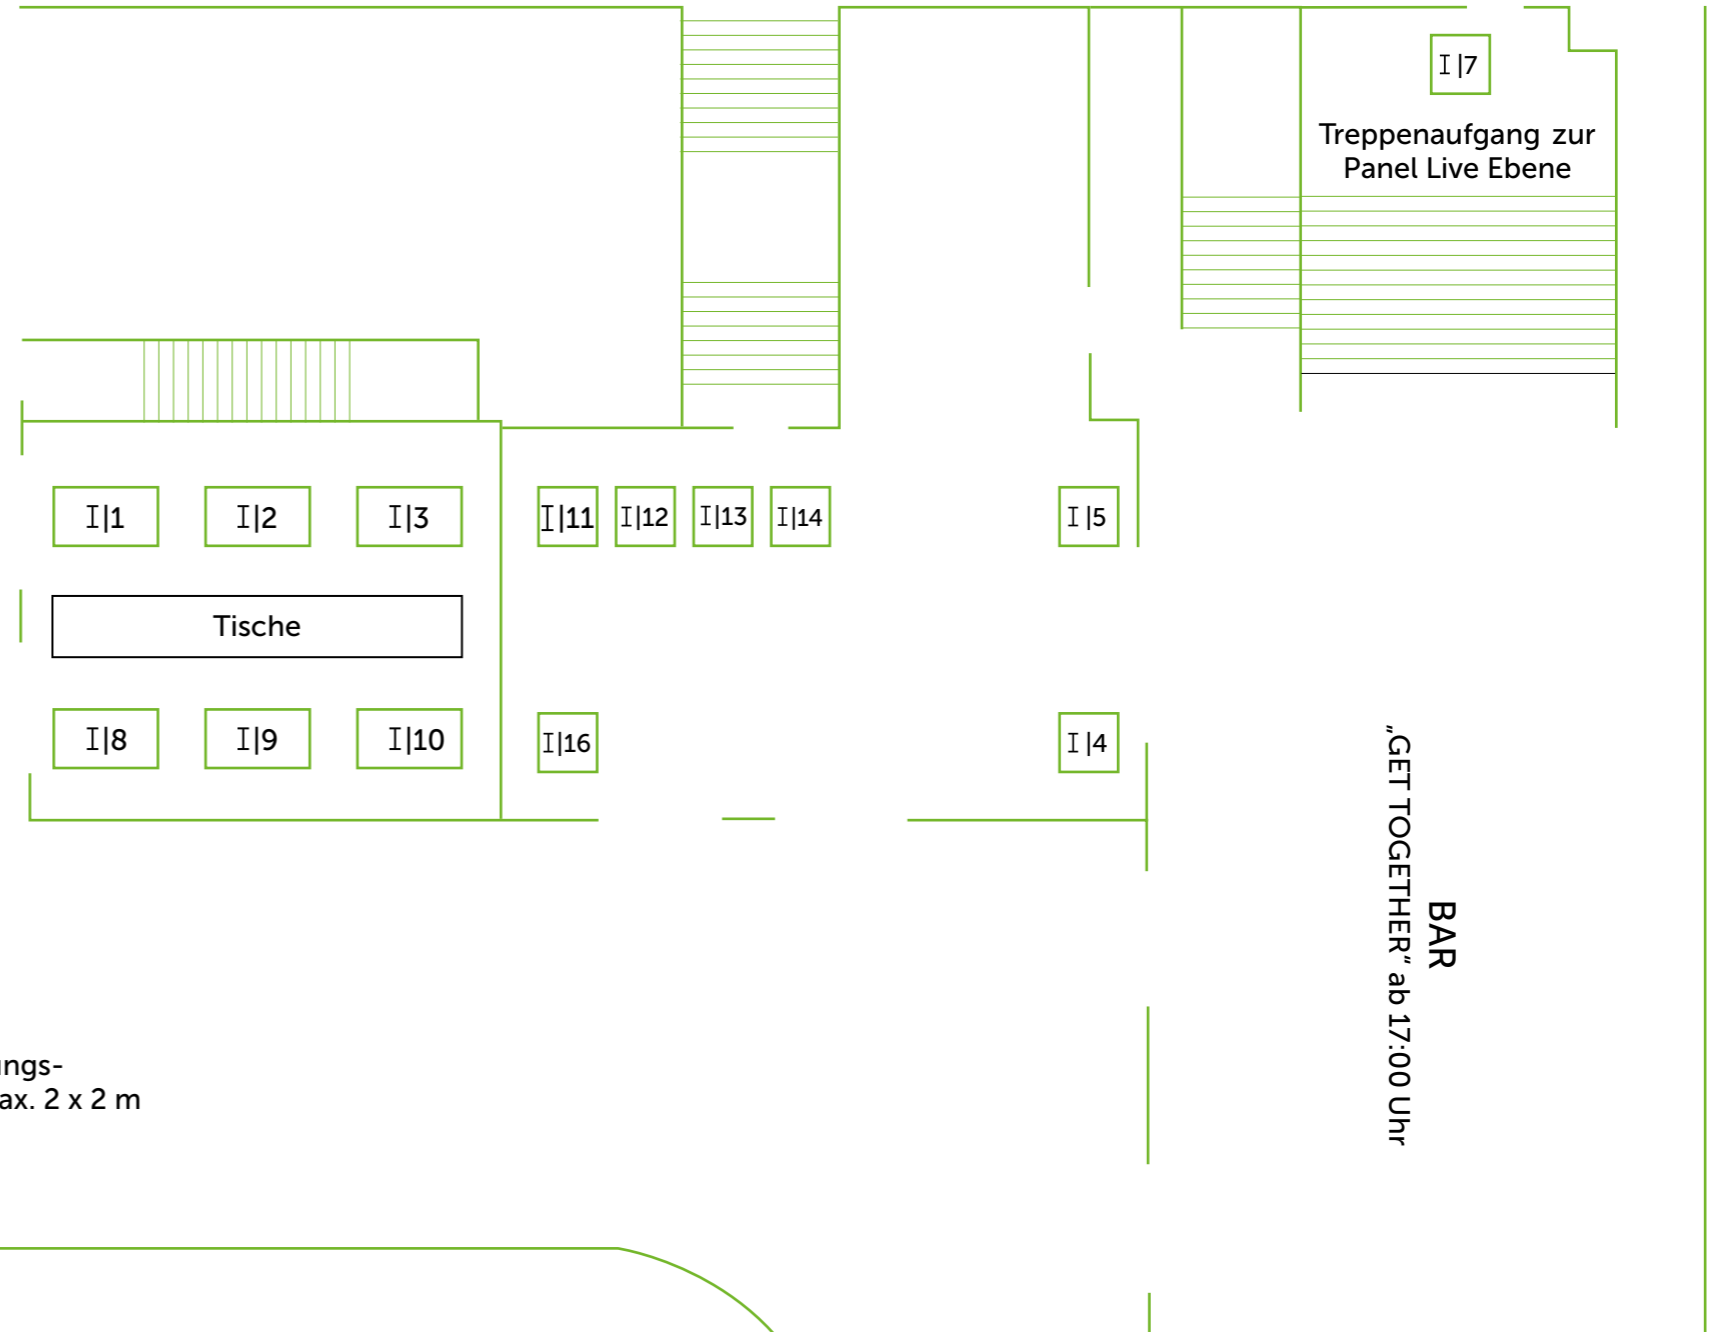 I|7
Treppenaufgang zur
Panel Live Ebene
I|1
I|2
I|3
I|11
I|12
I|13
I|14
I|5
Tische
I|8
I|9
I|10
I|16
I|4
BAR
„GET TOGETHER“ ab 17:00 Uhr
ungs-
ax. 2 x 2 m